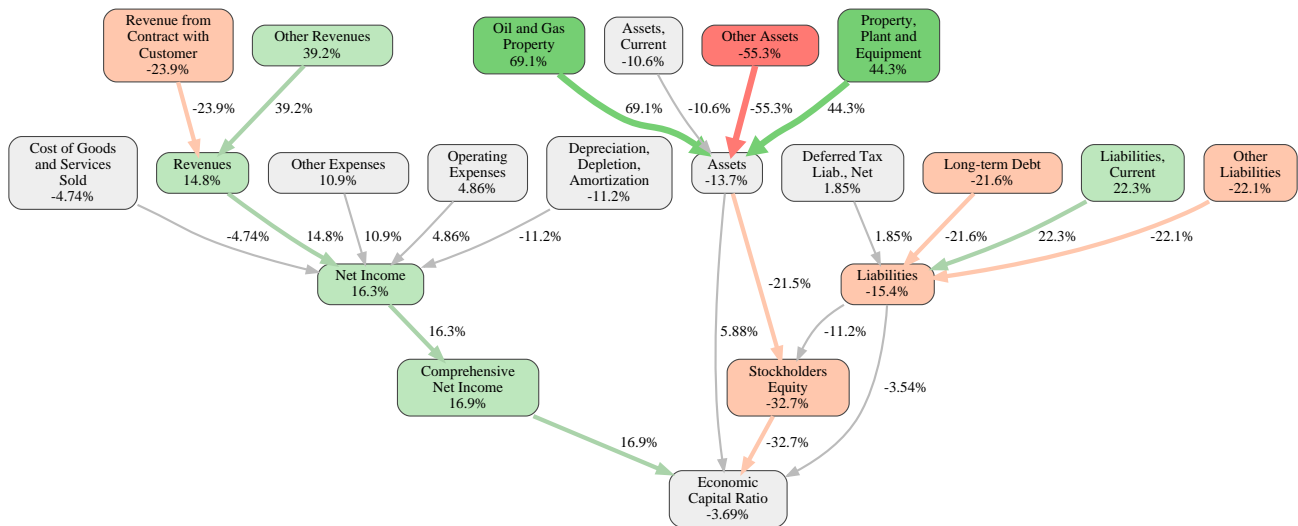 Revenue from
Contract with
Customer
-23.9%
Other Revenues
39.2%
Oil and Gas
Property
69.1%
Assets,
Current
-10.6%
Other Assets
-55.3%
Property,
Plant and
Equipment
44.3%
-23.9%
39.2%
69.1%
-10.6%
-55.3%
44.3%
Cost of Goods
and Services
Sold
-4.74%
Revenues
14.8%
Other Expenses
10.9%
Operating
Expenses
4.86%
Depreciation,
Depletion,
Amortization
-11.2%
Assets
-13.7%
Deferred Tax
Liab., Net
1.85%
Long-term Debt
-21.6%
Liabilities,
Current
22.3%
Other
Liabilities
-22.1%
-4.74%
14.8%
10.9%
4.86%
-11.2%
1.85%
-21.6%
22.3%
-22.1%
Net Income
16.3%
-21.5%
Liabilities
-15.4%
16.3%
5.88%
-11.2%
-3.54%
Comprehensive
Net Income
16.9%
Stockholders
Equity
-32.7%
16.9%
-32.7%
Economic
Capital Ratio
-3.69%